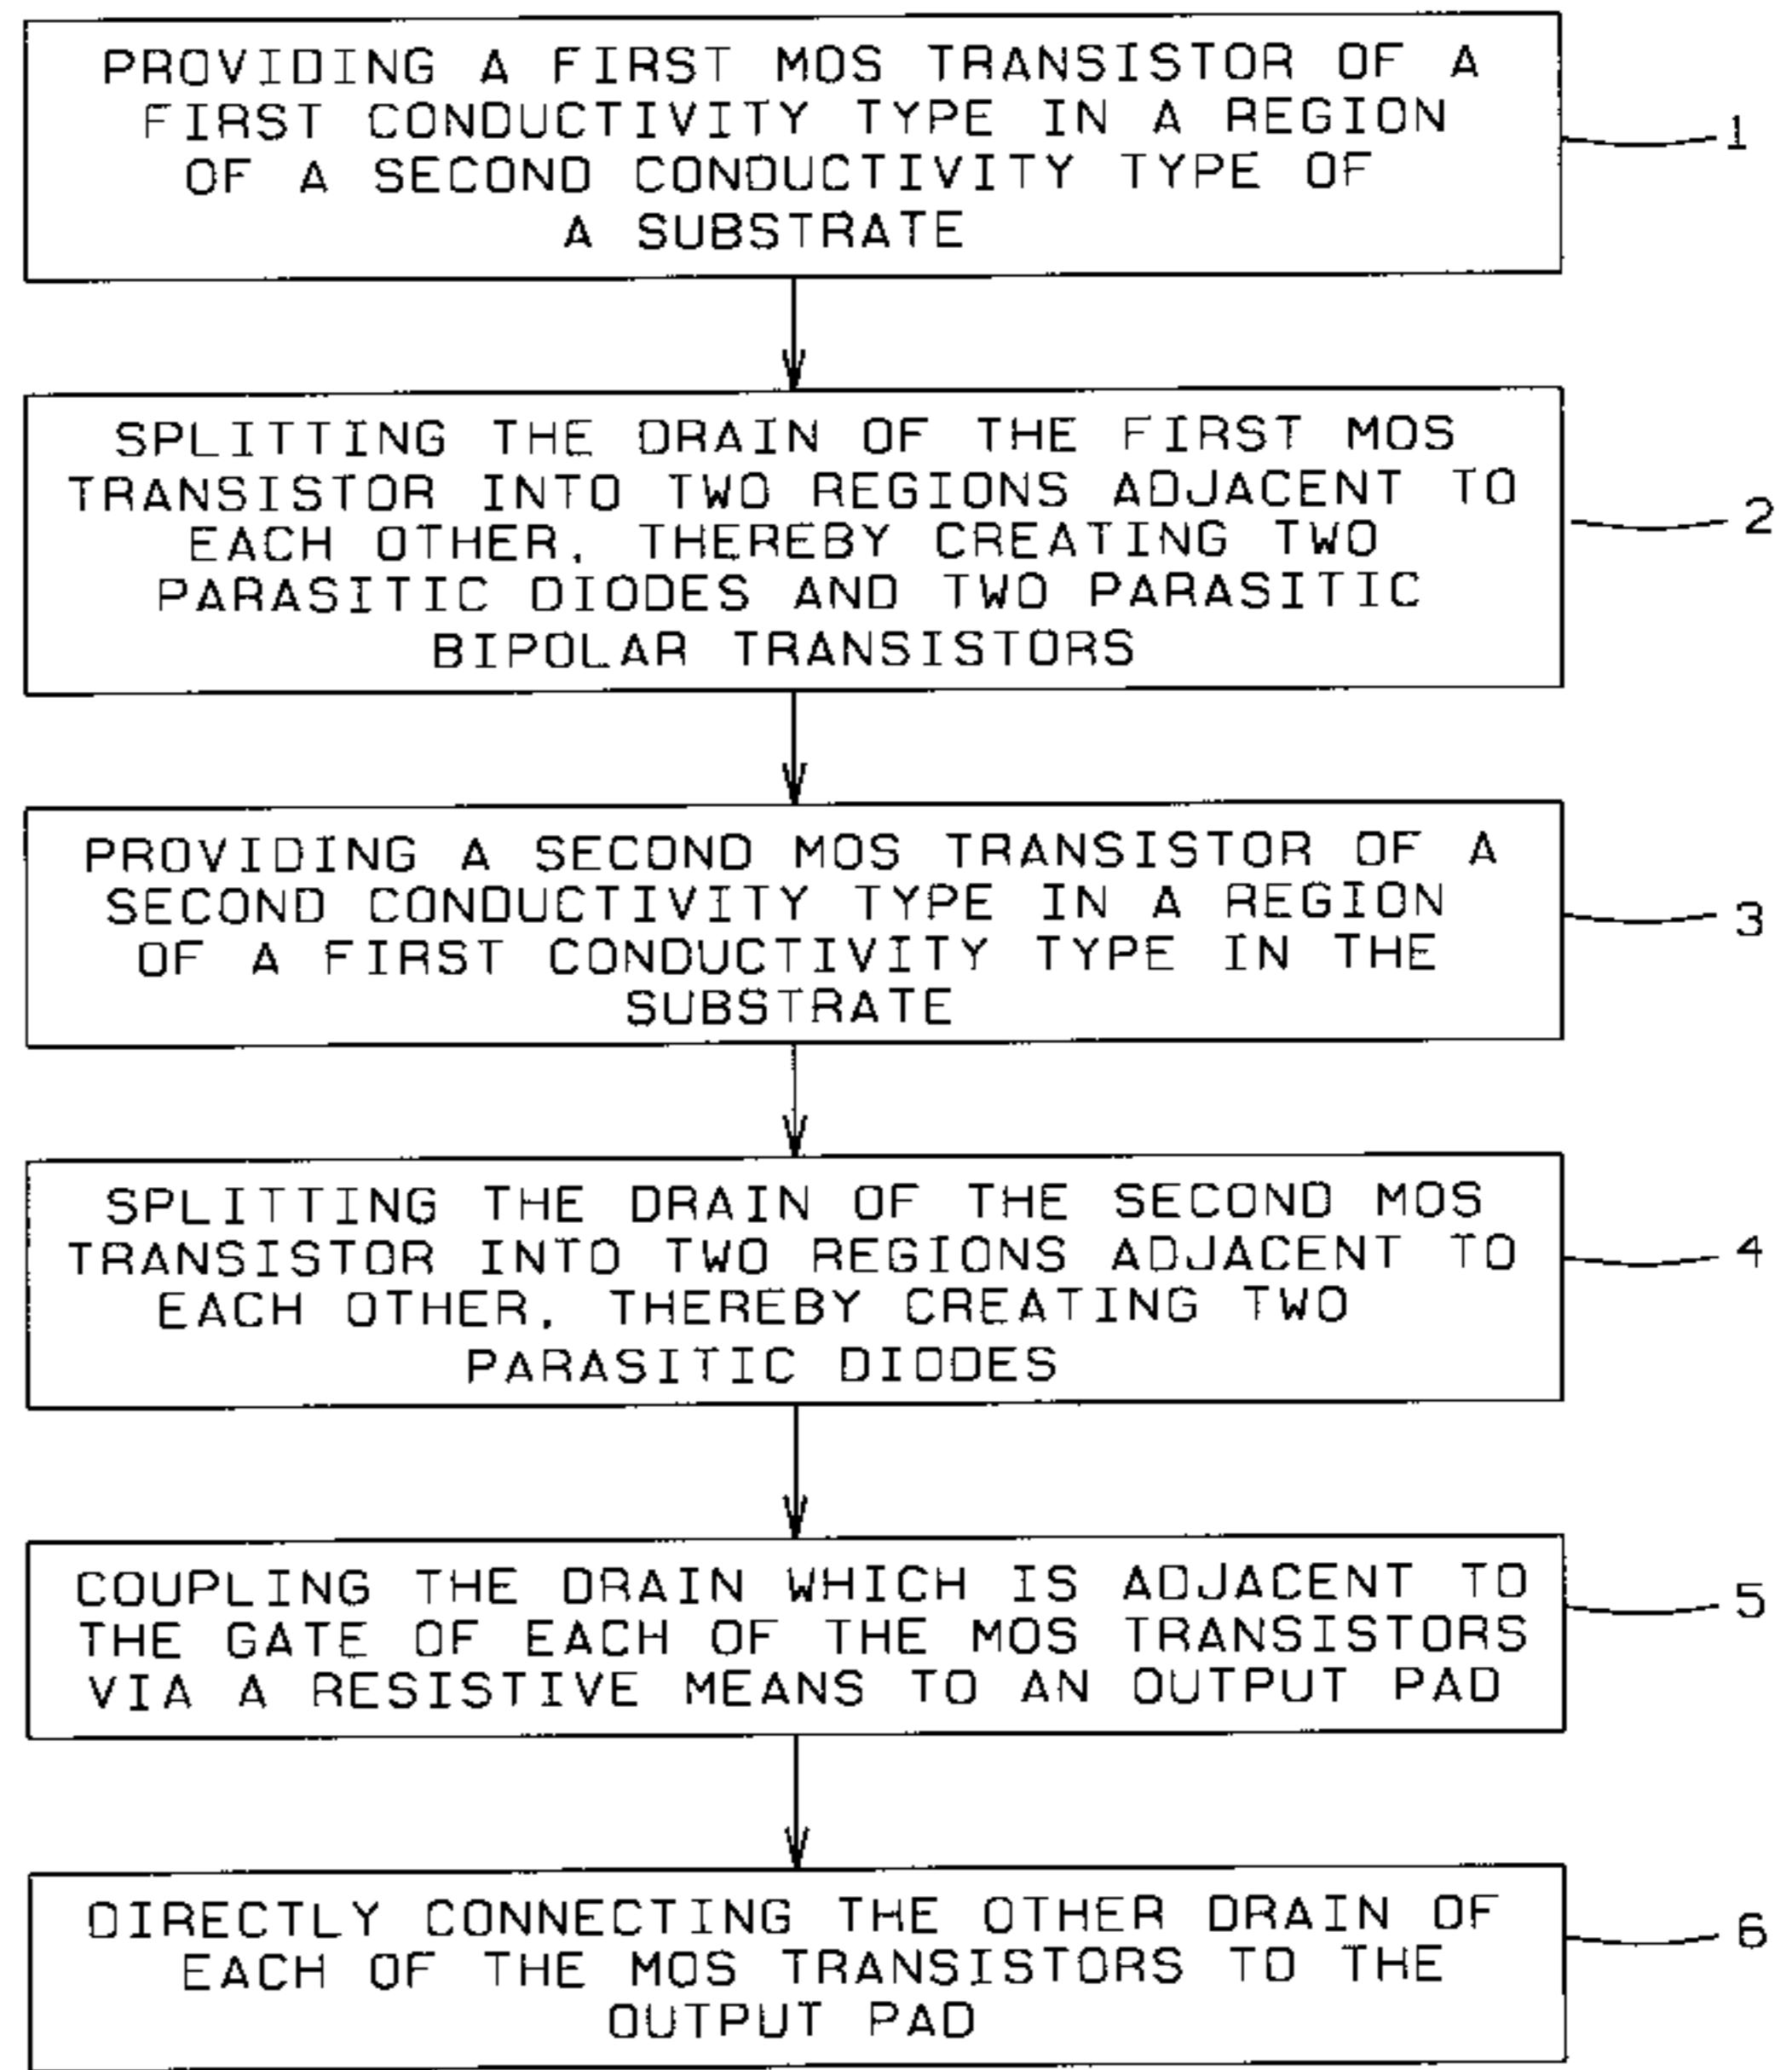 PROVIDING A FIRST MOS TRANSISTOR OF A
FIRST CONDUCTIVITY TYPE IN A REGION
OF A SECOND CONDUCTIVITY TYPE OF
A SUBSTRATE
1
SPLITTING THE DRAIN OF THE FIRST MOS
TRANSISTOR INTO TWO REGIONS ADJACENT TO
EACH OTHER, THEREBY CREATING TWO
PARASITIC DIODES AND TWO PARASITIC
BIPOLAR TRANSISTORS
2
PROVIDING A SECOND MOS TRANSISTOR OF A
SECOND CONDUCTIVITY TYPE IN A REGION
OF A FIRST CONDUCTIVITY TYPE IN THE
SUBSTRATE
3
SPLITTING THE DRAIN OF THE SECOND MOS
TRANSISTOR INTO TWO REGIONS ADJACENT TO
EACH OTHER, THEREBY CREATING TWO
PARASITIC DIODES
4
COUPLING THE DRAIN WHICH IS ADJACENT TO
THE GATE OF EACH OF THE MOS TRANSISTORS
VIA A RESISTIVE MEANS TO AN OUTPUT PAD
5
DIRECTLY CONNECTING THE OTHER DRAIN OF
EACH OF THE MOS TRANSISTORS TO THE
OUTPUT PAD
6